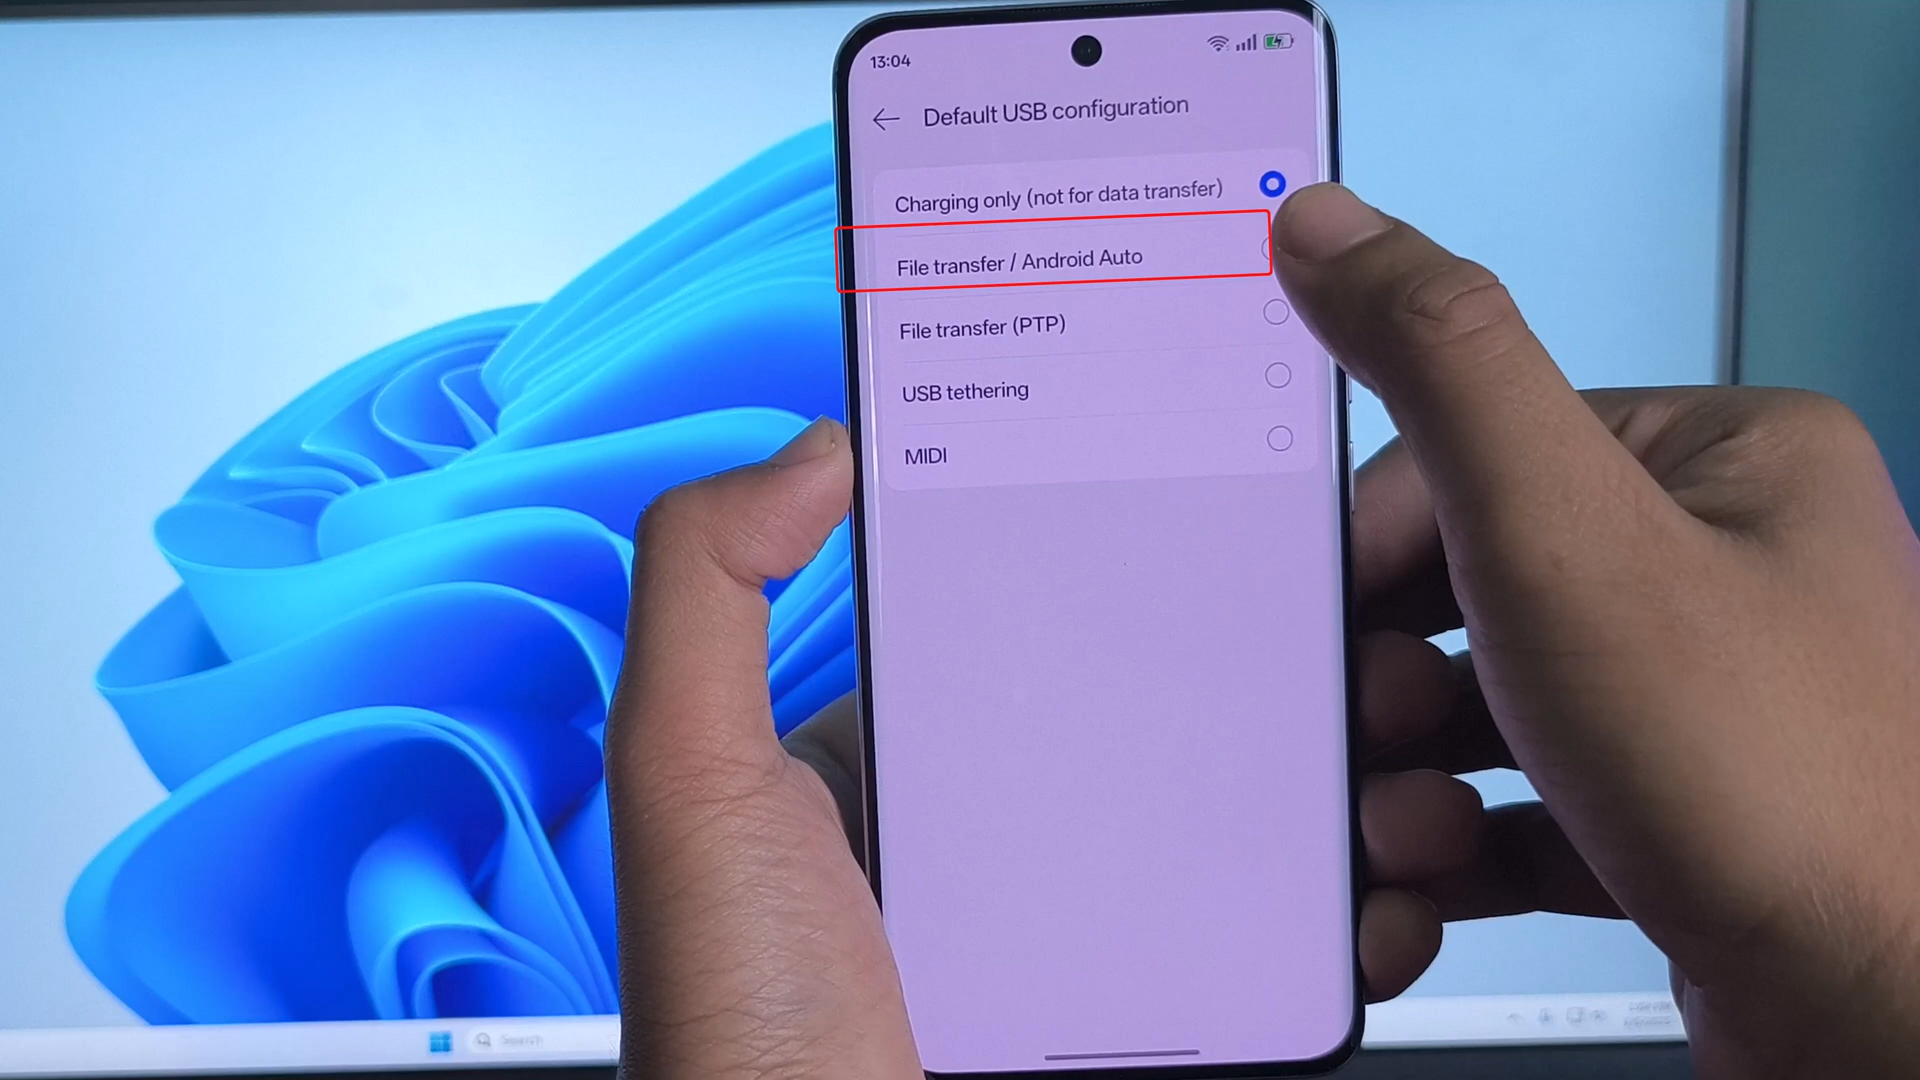 13:04
Default USB configuration
Charging only (not for data transfer)
File transfer / Android Auto
File transfer (PTP)
USB tethering
MIDI
Search